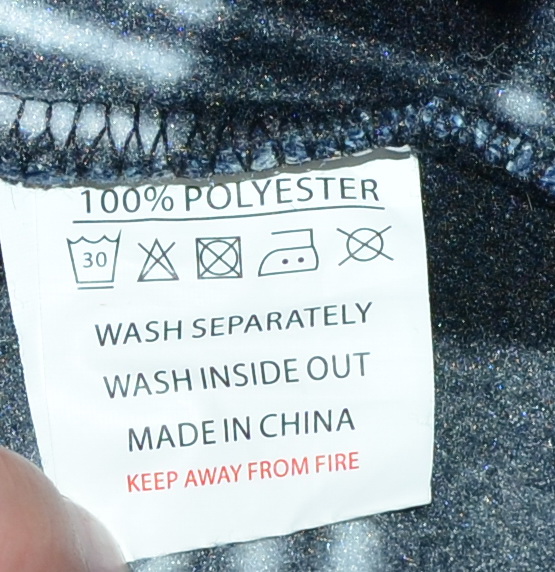 100% POLYESTER
30
WASH SEPARATELY
WASH INSIDE OUT
MADE IN CHINA
KEEP AWAY FROM FIRE